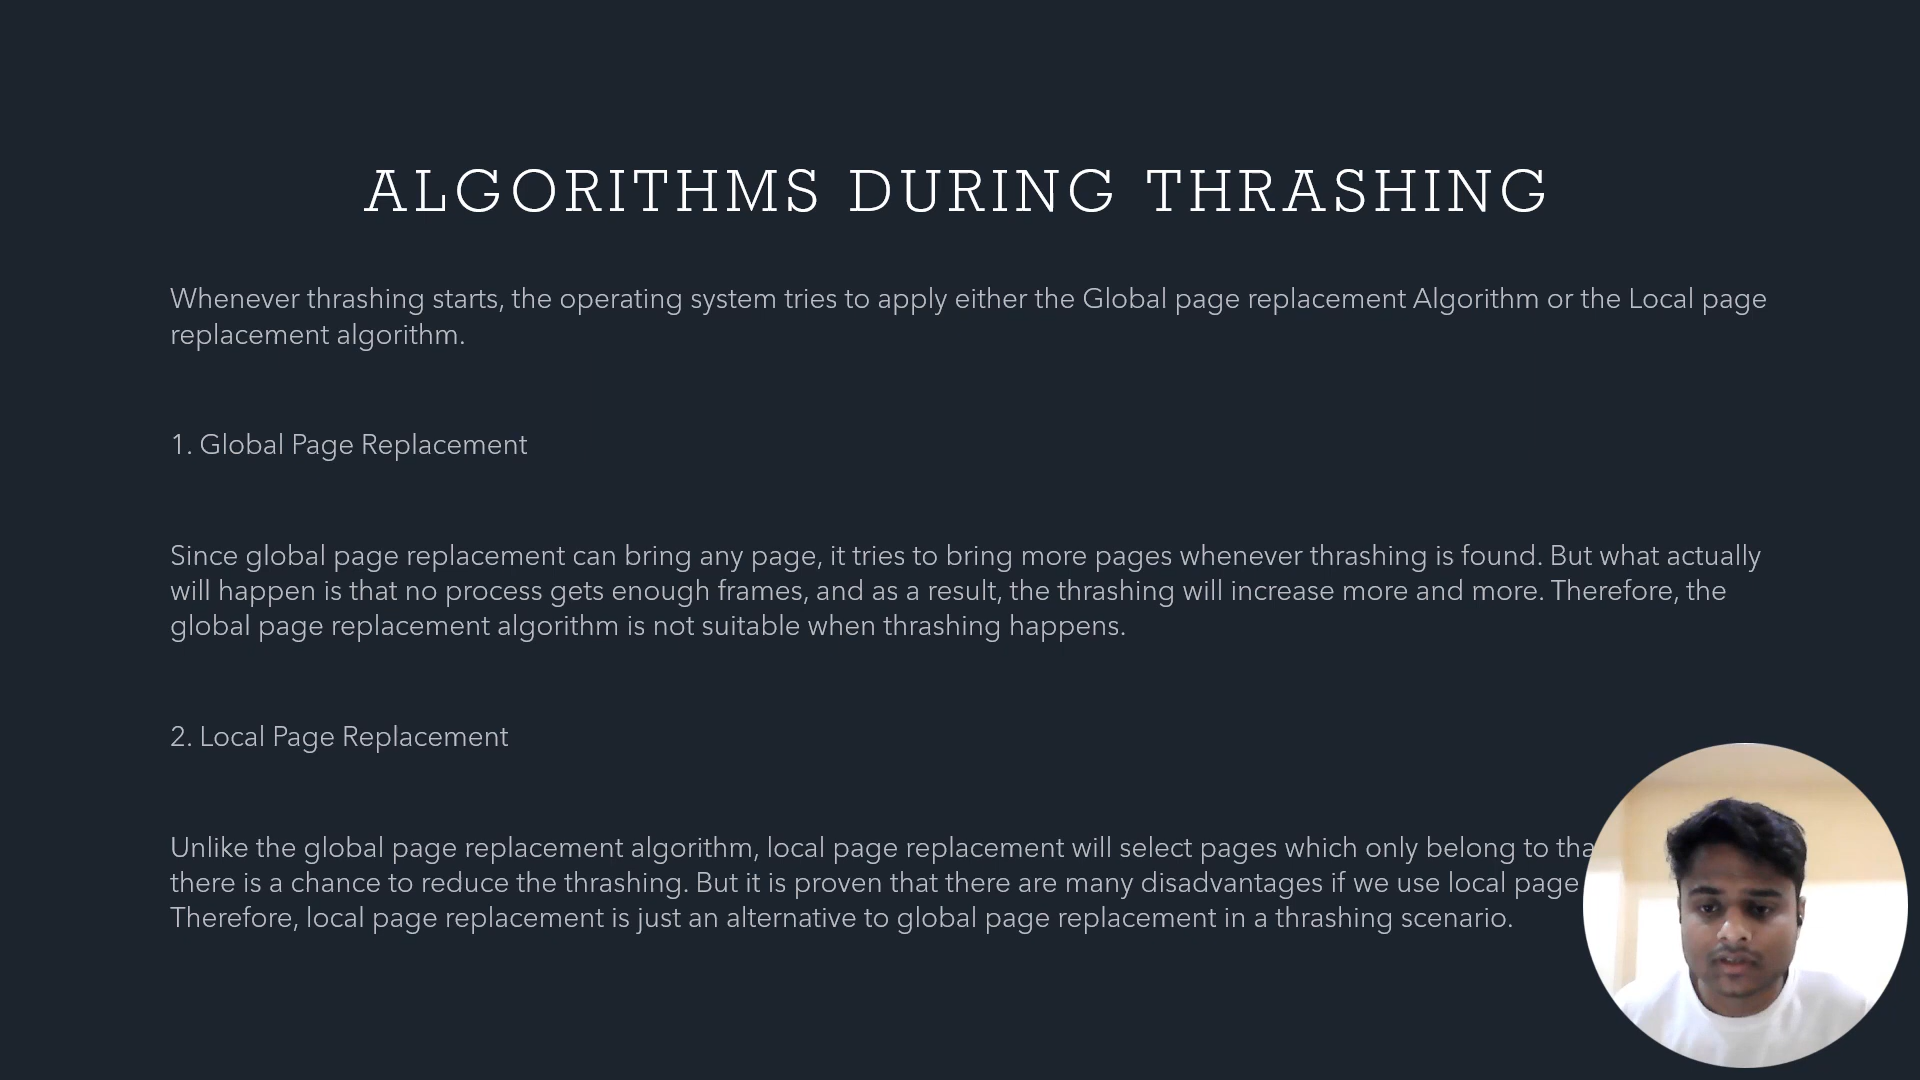 ALGORITHMS DURING THRASHING
Whenever thrashing starts, the operating system tries to apply either the Global page replacement Algorithm or the Local page
replacement algorithm.
1. Global Page Replacement
Since global page replacement can bring any page, it tries to bring more pages whenever thrashing is found. But what actually
will happen is that no process gets enough frames, and as a result, the thrashing will increase more and more. Therefore, the
global page replacement algorithm is not suitable when thrashing happens.
2. Local Page Replacement
Unlike the global page replacement algorithm, local page replacement will select pages which only belong to
there is a chance to reduce the thrashing. But it is proven that there are many disadvantages if we use local page
Therefore, local page replacement is just an alternative to global page replacement in a thrashing scenario.